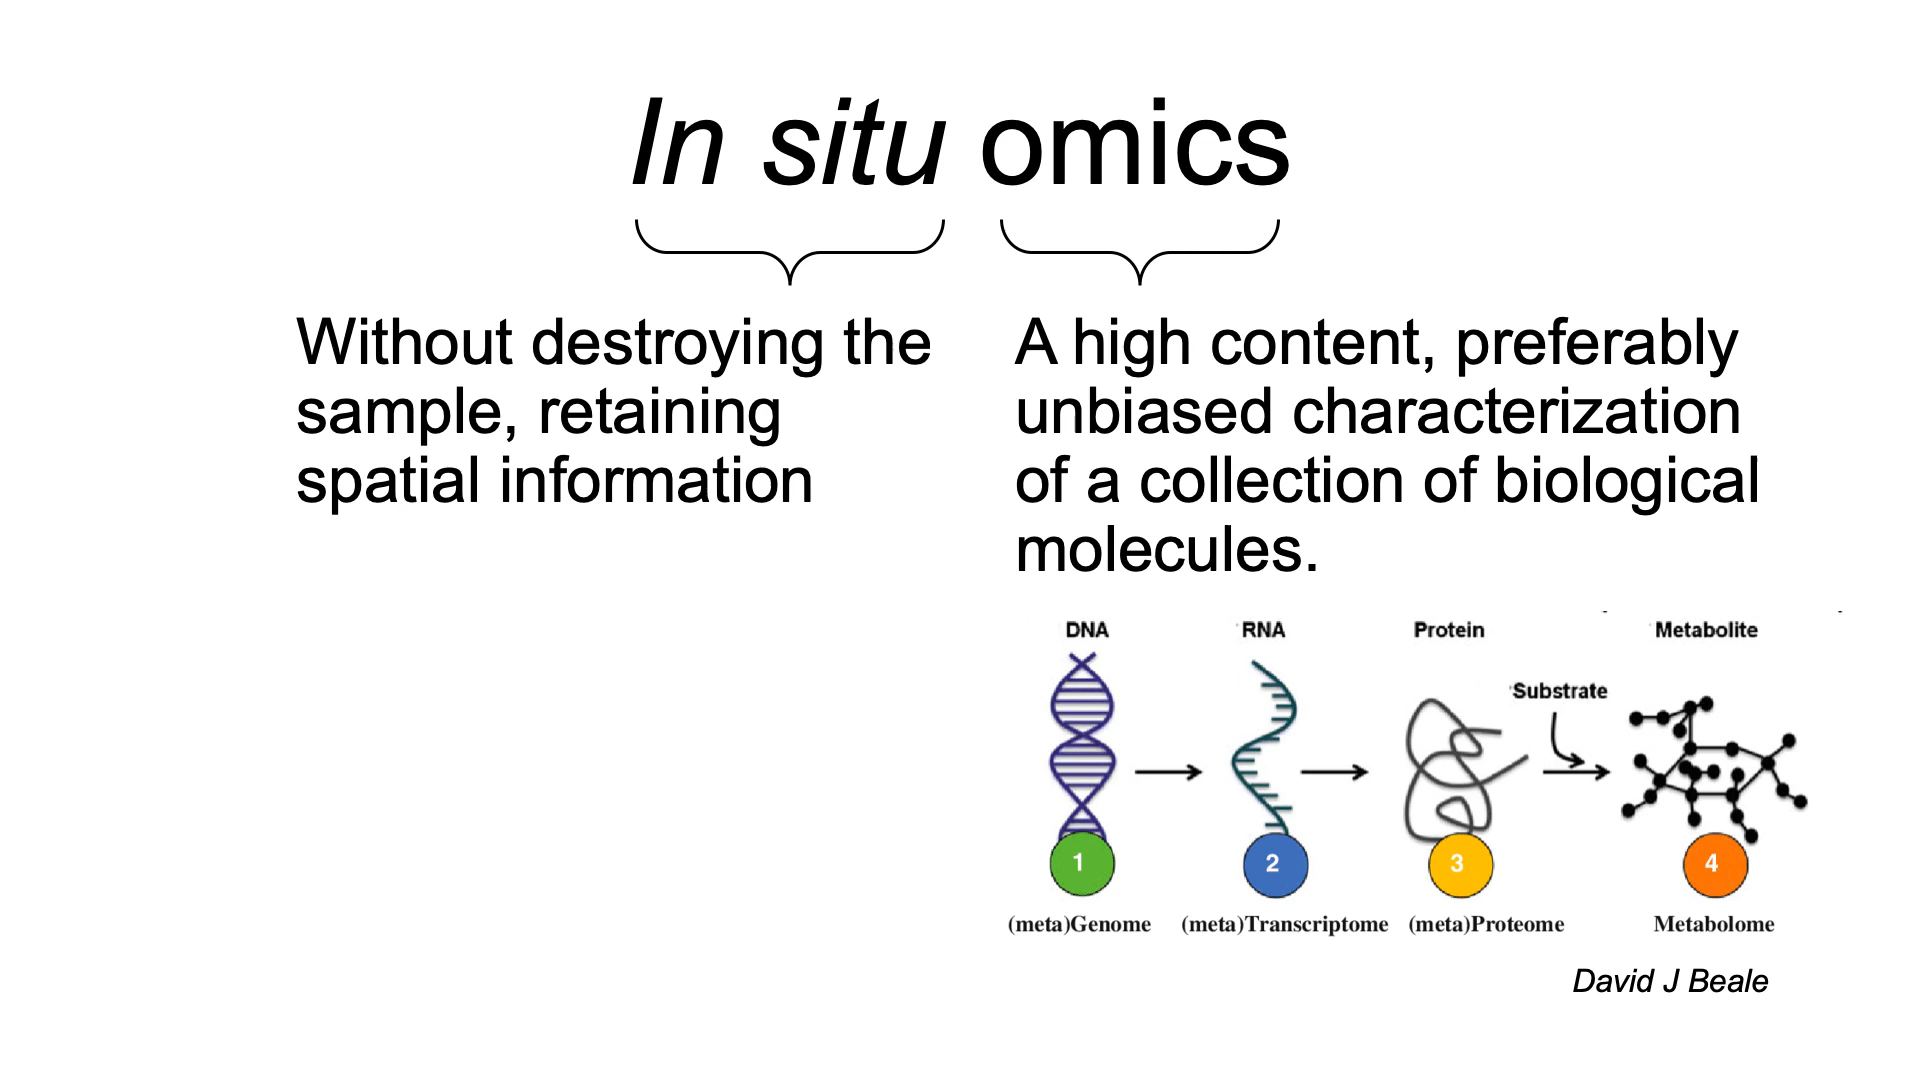 In situ omics
Without destroying the
sample, retaining
spatial information
A high content, preferably
unbiased characterization
of a collection of biological
molecules.
DNA
RNA
Protein
Metabolite
Substrate
1
2
3
4
(meta)Genome
(meta)Transcriptome
(meta)Proteome
Metabolome
David J Beale